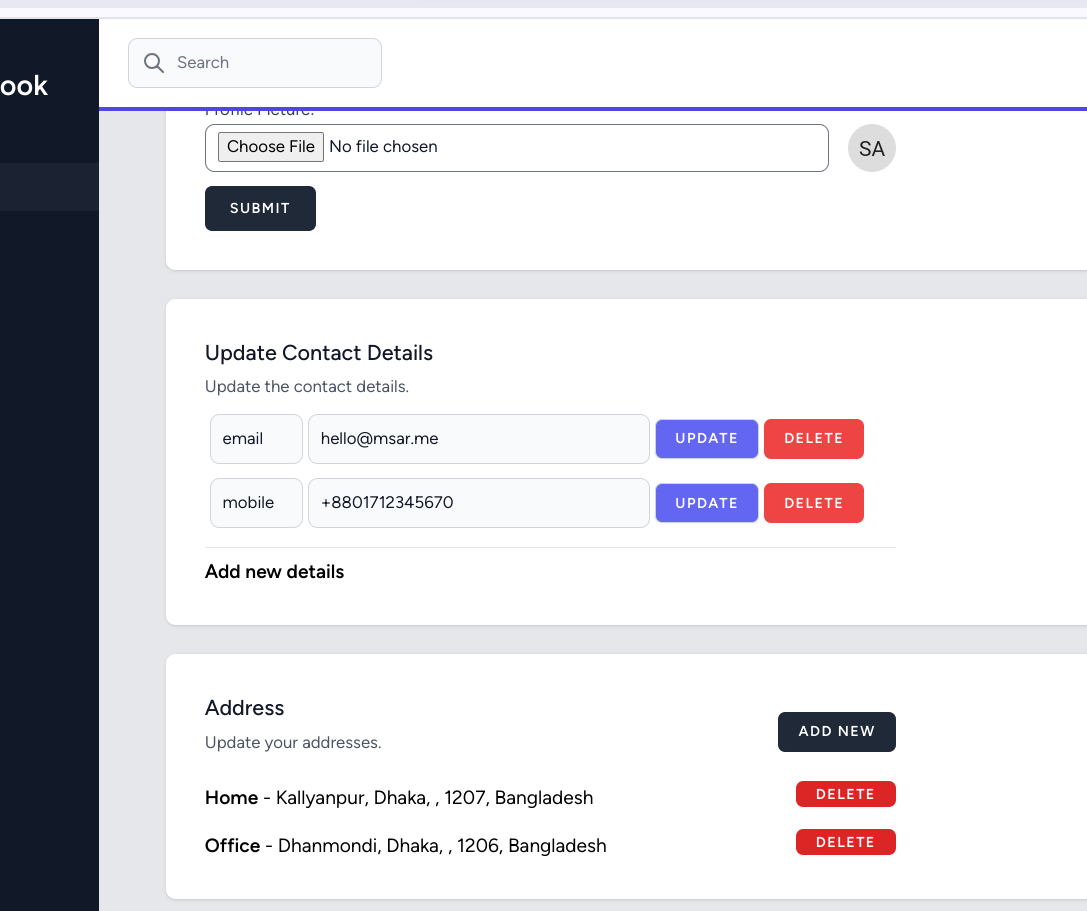 ook
Search
Profile Picture:
Choose File No file chosen
SA
SUBMIT
Update Contact Details
Update the contact details.
email hello@msar.me UPDATE DELETE
mobile +8801712345670 UPDATE DELETE
Add new details
Address
Update your addresses.
ADD NEW
Home - Kallyanpur, Dhaka, , 1207, Bangladesh DELETE
Office - Dhanmondi, Dhaka, , 1206, Bangladesh DELETE